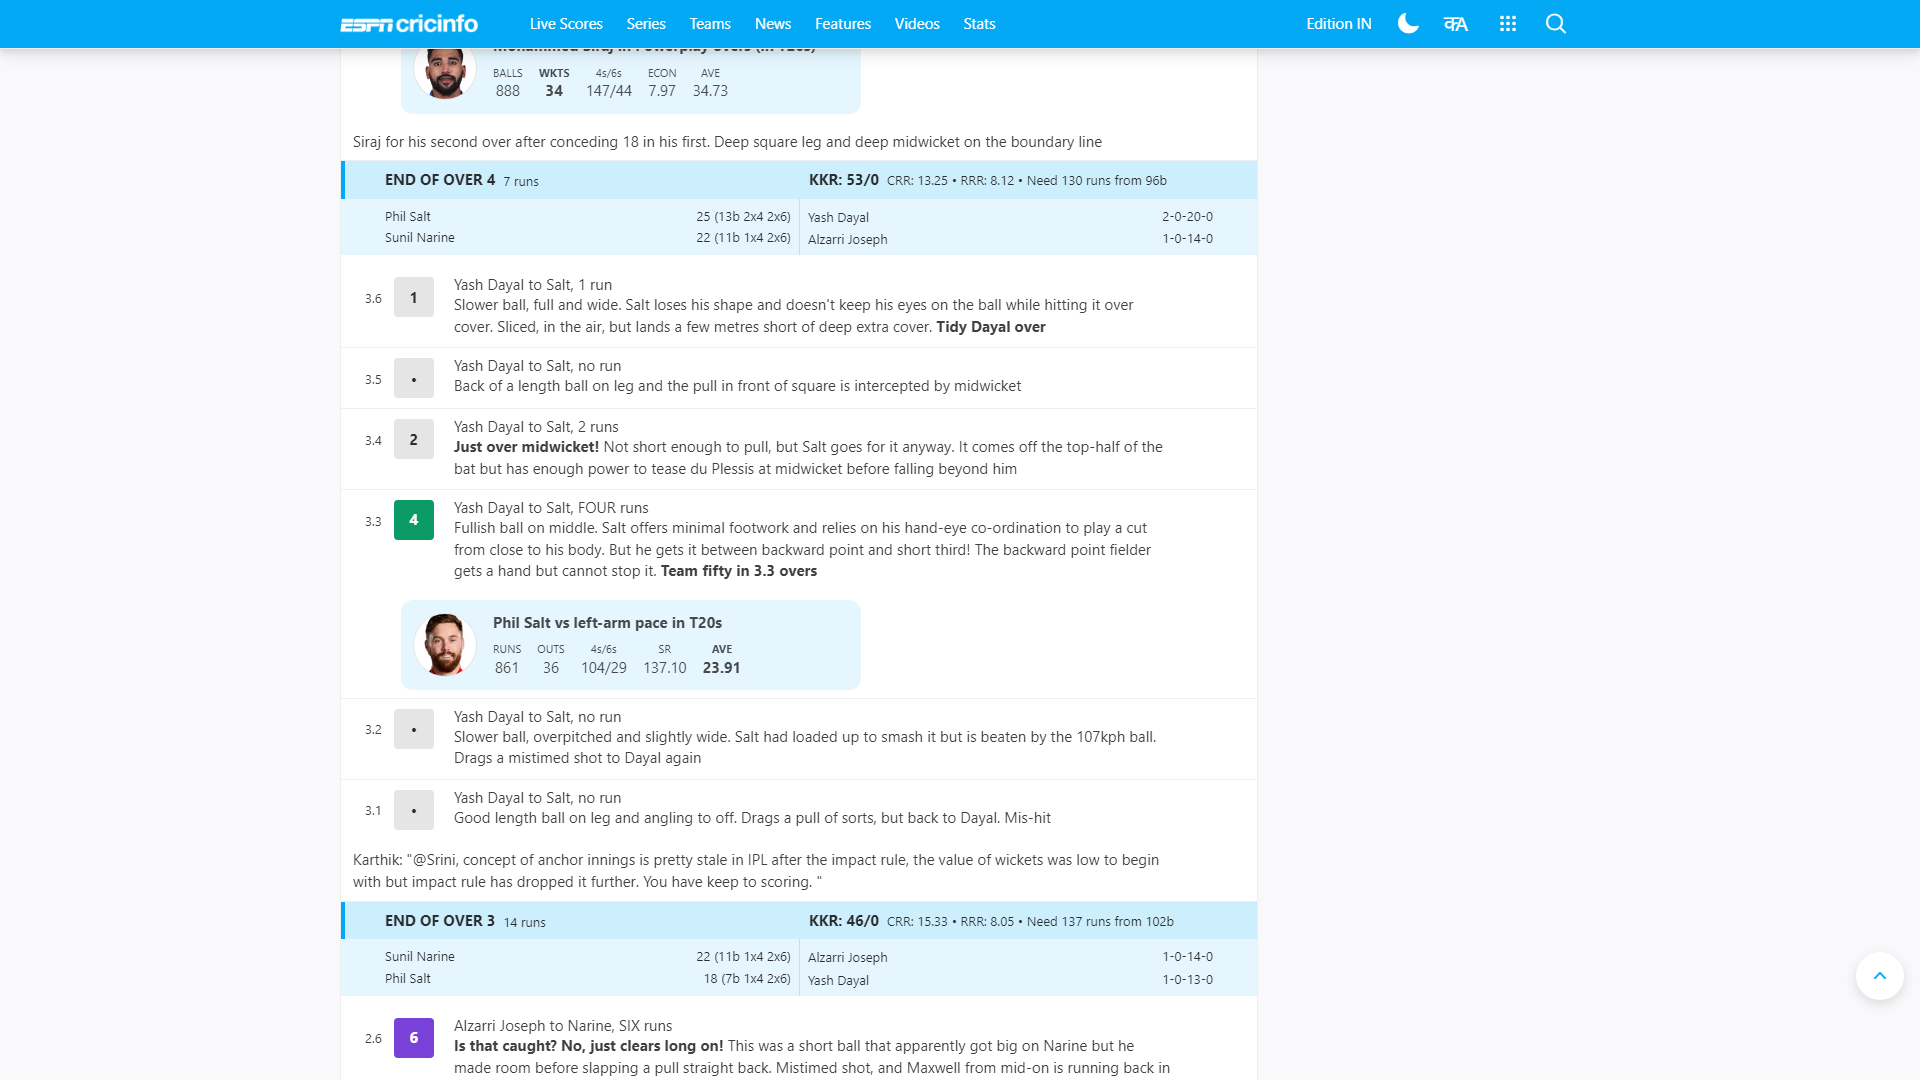 ESPN cricinfo Live Scores Series Teams News Features Videos Stats Edition IN
Mohammed Siraj in Powerplay overs (in T20s)
BALLS WKTS 4s/6s ECON AVE
888 34 147/44 7.97 34.73
Siraj for his second over after conceding 18 in his first. Deep square leg and deep midwicket on the boundary line
END OF OVER 4 7 runs KKR: 53/0 CRR: 13.25 • RRR: 8.12 • Need 130 runs from 96b
Phil Salt 25 (13b 2x4 2x6) Yash Dayal 2-0-20-0
Sunil Narine 22 (11b 1x4 2x6) Alzarri Joseph 1-0-14-0
Yash Dayal to Salt, 1 run
3.6 1 Slower ball, full and wide. Salt loses his shape and doesn't keep his eyes on the ball while hitting it over
cover. Sliced, in the air, but lands a few metres short of deep extra cover. Tidy Dayal over
Yash Dayal to Salt, no run
3.5 • Back of a length ball on leg and the pull in front of square is intercepted by midwicket
Yash Dayal to Salt, 2 runs
3.4 2 Just over midwicket! Not short enough to pull, but Salt goes for it anyway. It comes off the top-half of the
bat but has enough power to tease du Plessis at midwicket before falling beyond him
Yash Dayal to Salt, FOUR runs
3.3 4 Fullish ball on middle. Salt offers minimal footwork and relies on his hand-eye co-ordination to play a cut
from close to his body. But he gets it between backward point and short third! The backward point fielder
gets a hand but cannot stop it. Team fifty in 3.3 overs
Phil Salt vs left-arm pace in T20s
RUNS OUTS 4s/6s SR AVE
861 36 104/29 137.10 23.91
Yash Dayal to Salt, no run
3.2 • Slower ball, overpitched and slightly wide. Salt had loaded up to smash it but is beaten by the 107kph ball.
Drags a mistimed shot to Dayal again
Yash Dayal to Salt, no run
3.1 • Good length ball on leg and angling to off. Drags a pull of sorts, but back to Dayal. Mis-hit
Karthik: "@Srini, concept of anchor innings is pretty stale in IPL after the impact rule, the value of wickets was low to begin
with but impact rule has dropped it further. You have keep to scoring. "
END OF OVER 3 14 runs KKR: 46/0 CRR: 15.33 • RRR: 8.05 • Need 137 runs from 102b
Sunil Narine 22 (11b 1x4 2x6) Alzarri Joseph 1-0-14-0
Phil Salt 18 (7b 1x4 2x6) Yash Dayal 1-0-13-0
Alzarri Joseph to Narine, SIX runs
2.6 6 Is that caught? No, just clears long on! This was a short ball that apparently got big on Narine but he
made room before slapping a pull straight back. Mistimed shot, and Maxwell from mid-on is running back in